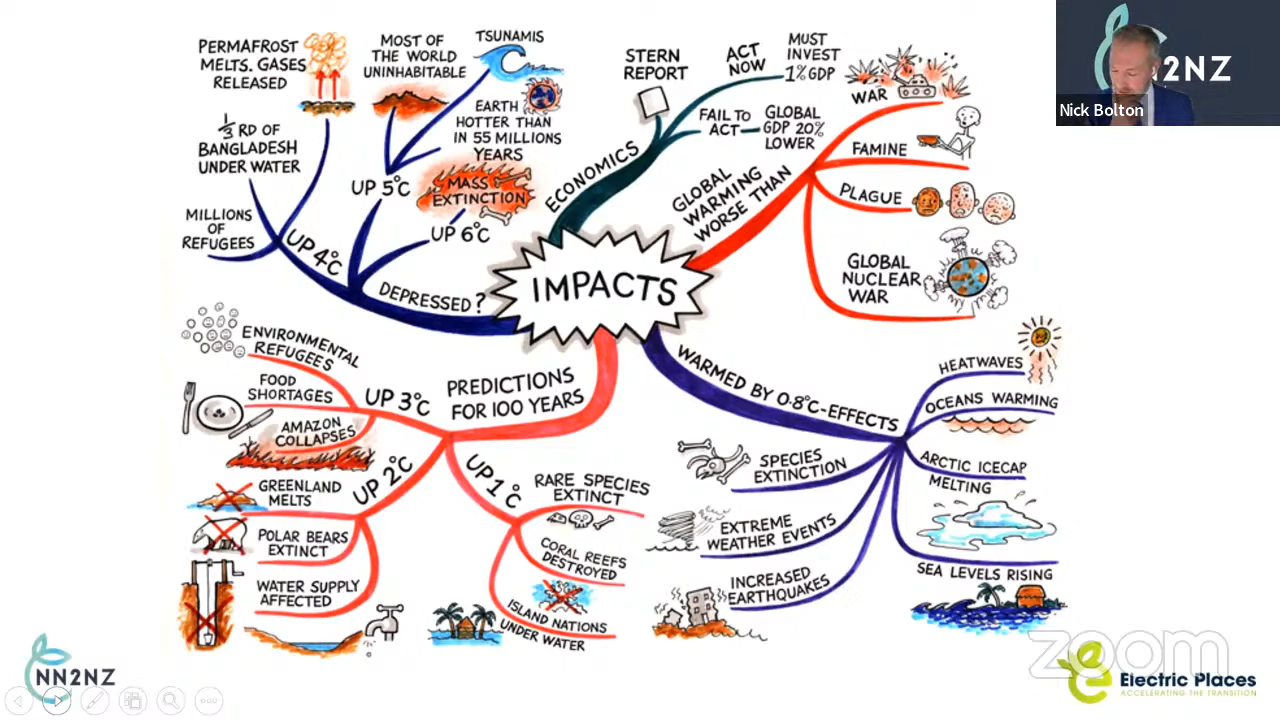 PERMAFROST
MELTS. GASES
RELEASED
MOST OF
THE WORLD
UNINHABITABLE
TSUNAMIS
EARTH
HOTTER THAN
IN 55 MILLIONS
YEARS
1/3 RD OF
BANGLADESH
UNDER WATER
MILLIONS
OF
REFUGEES
UP 4°C
UP 5°C
MASS
EXTINCTION
UP 6°C
DEPRESSED?
STERN
REPORT
ACT
NOW
MUST
INVEST
1% GDP
FAIL TO
ACT
GLOBAL
GDP 20%
LOWER
ECONOMICS
GLOBAL
WARMING
WORSE THAN
WAR
FAMINE
PLAGUE
GLOBAL
NUCLEAR
WAR
N2NZ
Nick Bolton
IMPACTS
ENVIRONMENTAL
REFUGEES
FOOD
SHORTAGES
AMAZON
COLLAPSES
UP 3°C
PREDICTIONS
FOR 100 YEARS
UP 2°C
GREENLAND
MELTS
POLAR BEARS
EXTINCT
WATER SUPPLY
AFFECTED
UP 1°C
RARE SPECIES
EXTINCT
CORAL REEFS
DESTROYED
ISLAND NATIONS
UNDER WATER
WARMED BY 0.8°C-EFFECTS
HEATWAVES
OCEANS WARMING
ARCTIC ICECAP
MELTING
SEA LEVELS RISING
SPECIES
EXTINCTION
EXTREME
WEATHER EVENTS
INCREASED
EARTHQUAKES
NN2NZ
zoom
Electric Places
ACCELERATING THE TRANSITION